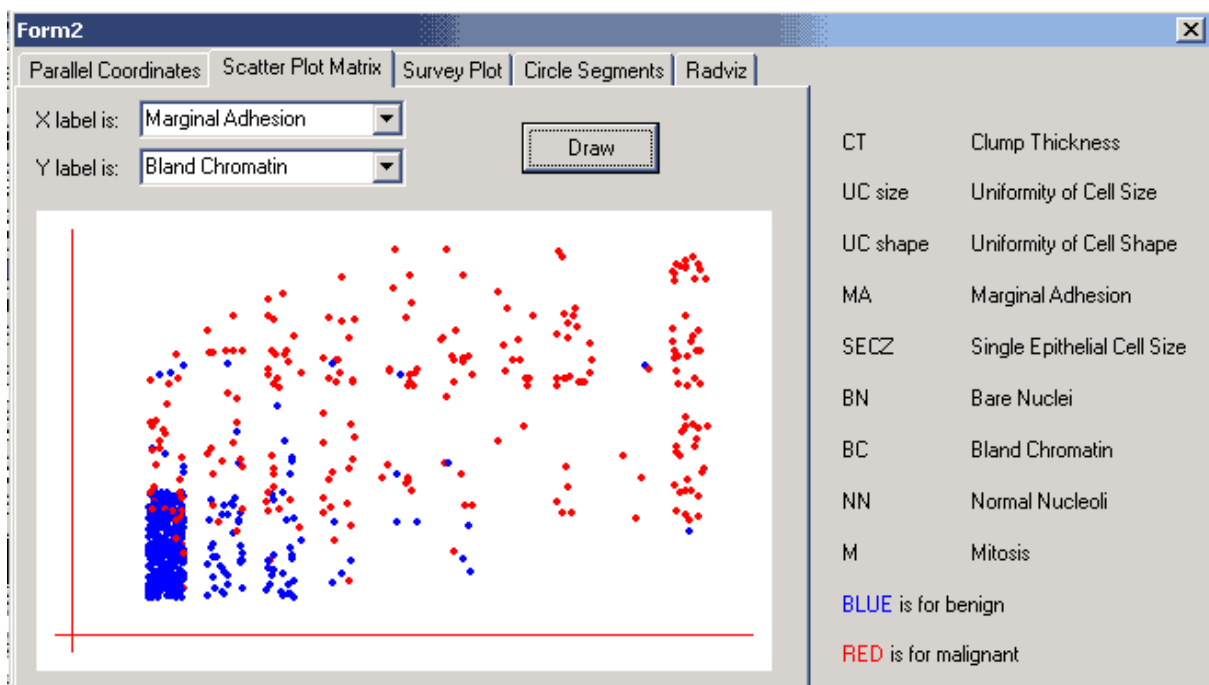 Form2
Parallel Coordinates Scatter Plot Matrix Survey Plot Circle Segments Radviz
X label is: Marginal Adhesion
Y label is: Bland Chromatin
Draw
CT Clump Thickness
UC size Uniformity of Cell Size
UC shape Uniformity of Cell Shape
MA Marginal Adhesion
SECZ Single Epithelial Cell Size
BN Bare Nuclei
BC Bland Chromatin
NN Normal Nucleoli
M Mitosis
BLUE is for benign
RED is for malignant